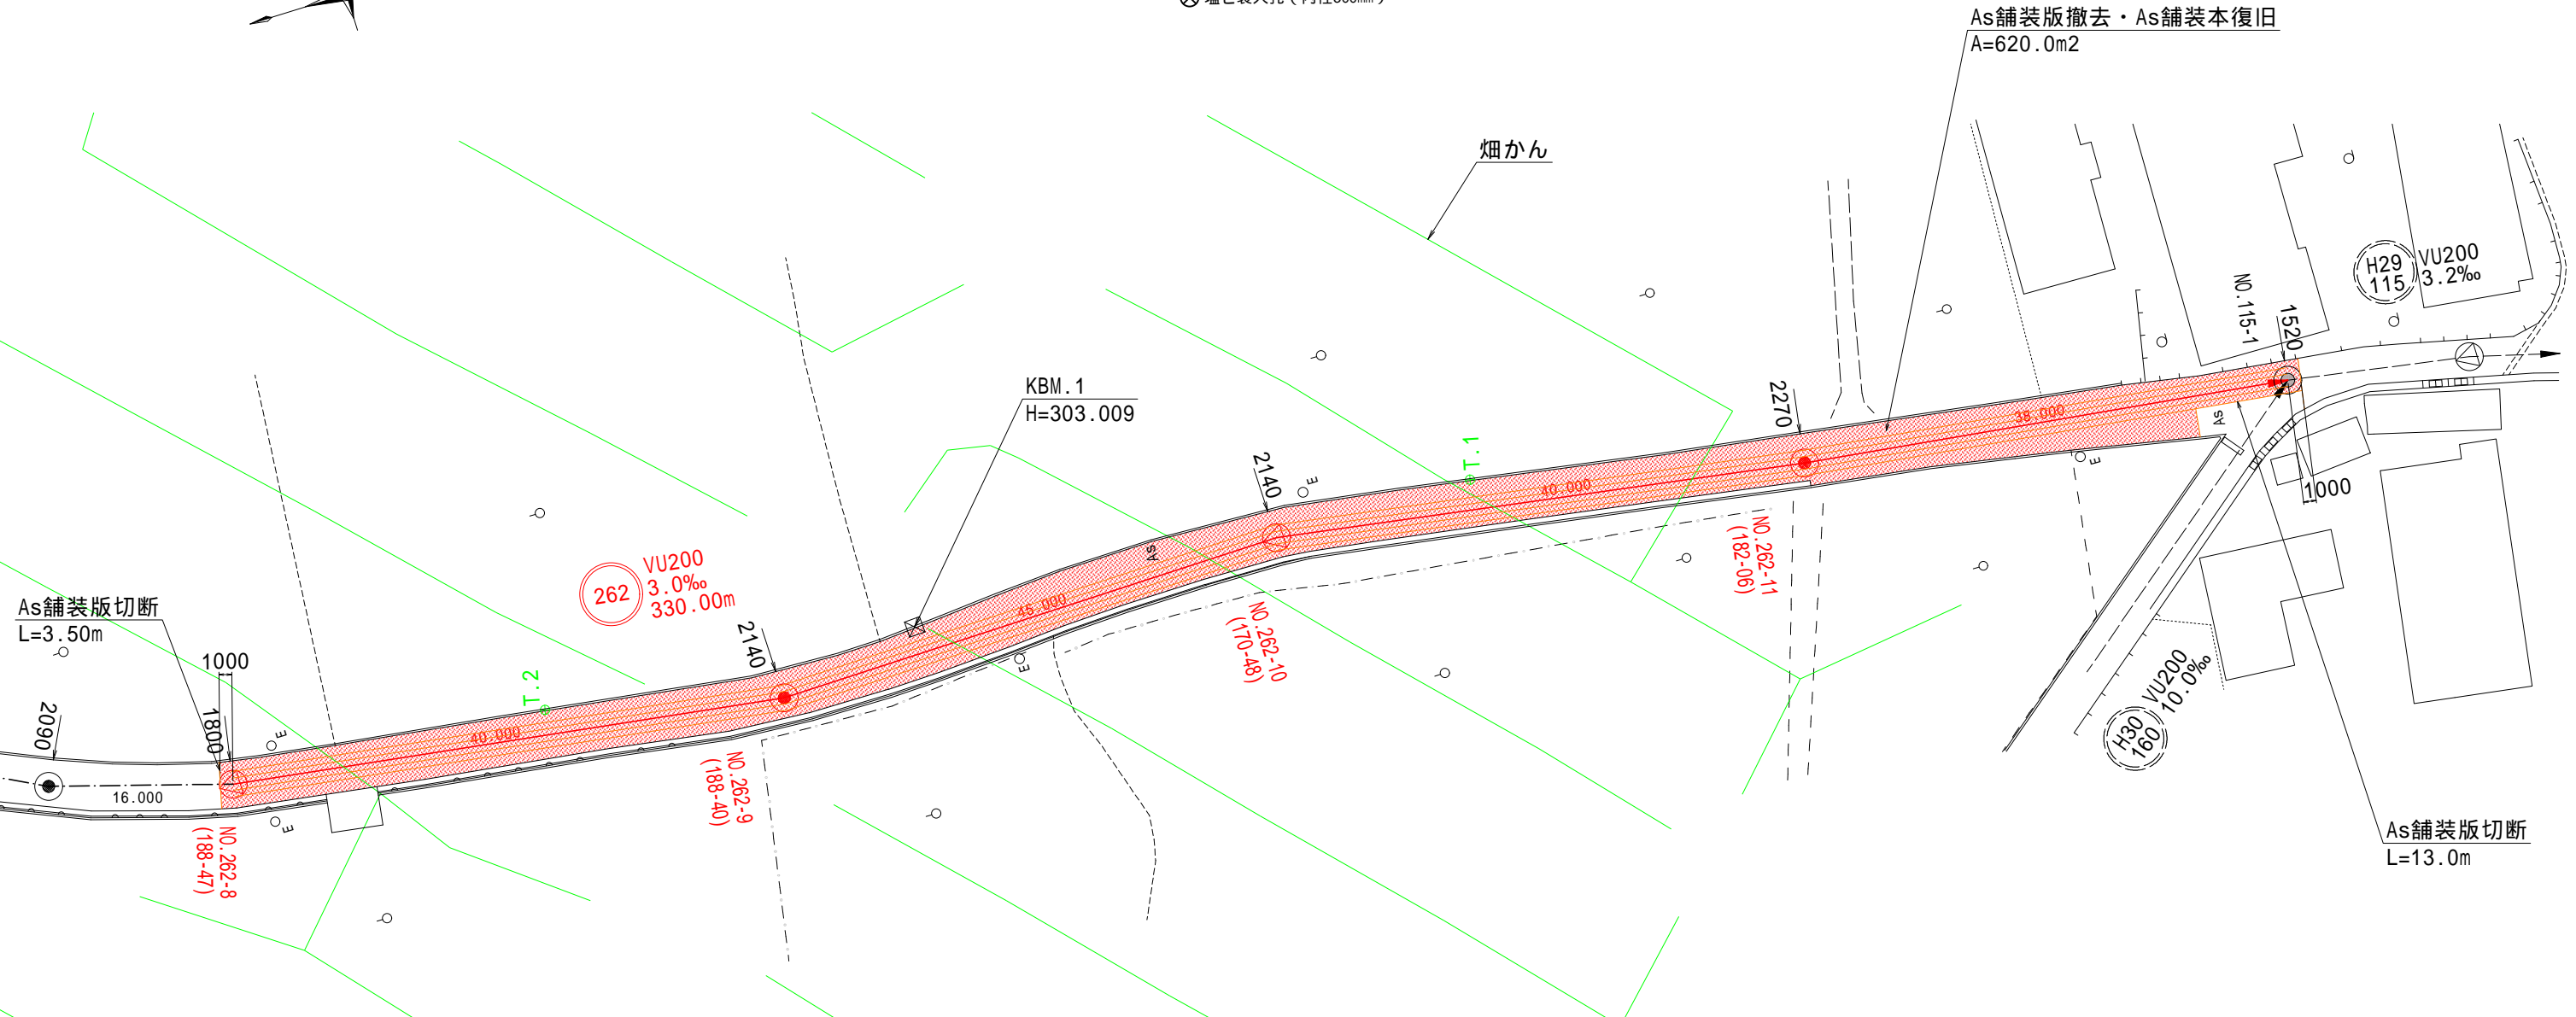 As舗装版撤去・As舗装本復旧
A=620.0m2
畑かん
H29
115
VU200
3.2‰
NO.115-1
1520
KBM.1
H=303.009
2270
38.000
As
T.1
2140
40.000
1000
NO.262-11
(182-06)
E
E
As
262
VU200
3.0‰
330.00m
45.000
NO.262-10
(170-48)
As舗装版切断
L=3.50m
2140
E
1000
T.2
H30
160
VU200
10.0‰
2090
1800
E
40.000
NO.262-9
(188-40)
16.000
E
NO.262-8
(188-47)
As舗装版切断
L=13.0m